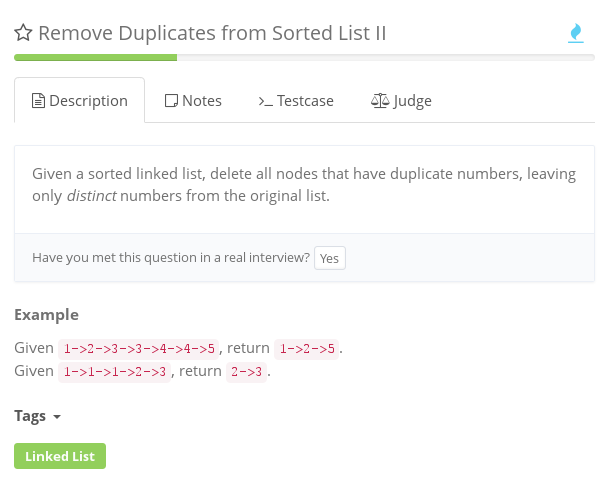 Remove Duplicates from Sorted List II
Description Notes Testcase Judge
Given a sorted linked list, delete all nodes that have duplicate numbers, leaving
only distinct numbers from the original list.
Have you met this question in a real interview? Yes
Example
Given 1->2->3->3->4->4->5, return 1->2->5.
Given 1->1->1->2->3, return 2->3.
Tags
Linked List